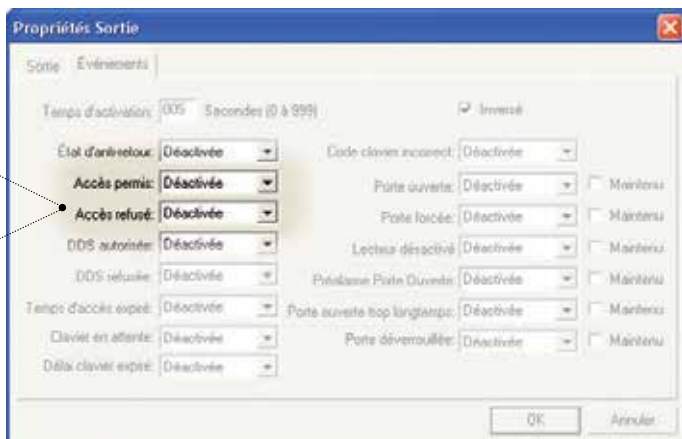 Propriétés Sortie
Sortie Événements
Temps d'activation: 005 Secondes (0 à 999) Inversé
État d'antiretour: Déactivée Code clavier incorrect: Déactivée
Accès permis: Déactivée Porte ouverte: Déactivée Maintenu
Accès refusé: Déactivée Porte forcée: Déactivée Maintenu
DDS autorisée: Déactivée Lecteur désactivé Déactivée Maintenu
DDS refusée: Déactivée Préalarme Porte Ouverte: Déactivée Maintenu
Temps d'accès expiré: Déactivée Porte ouverte trop longtemps: Déactivée Maintenu
Clavier en attente: Déactivée Porte déverrouillée: Déactivée Maintenu
Délai clavier expiré: Déactivée
OK Annuler